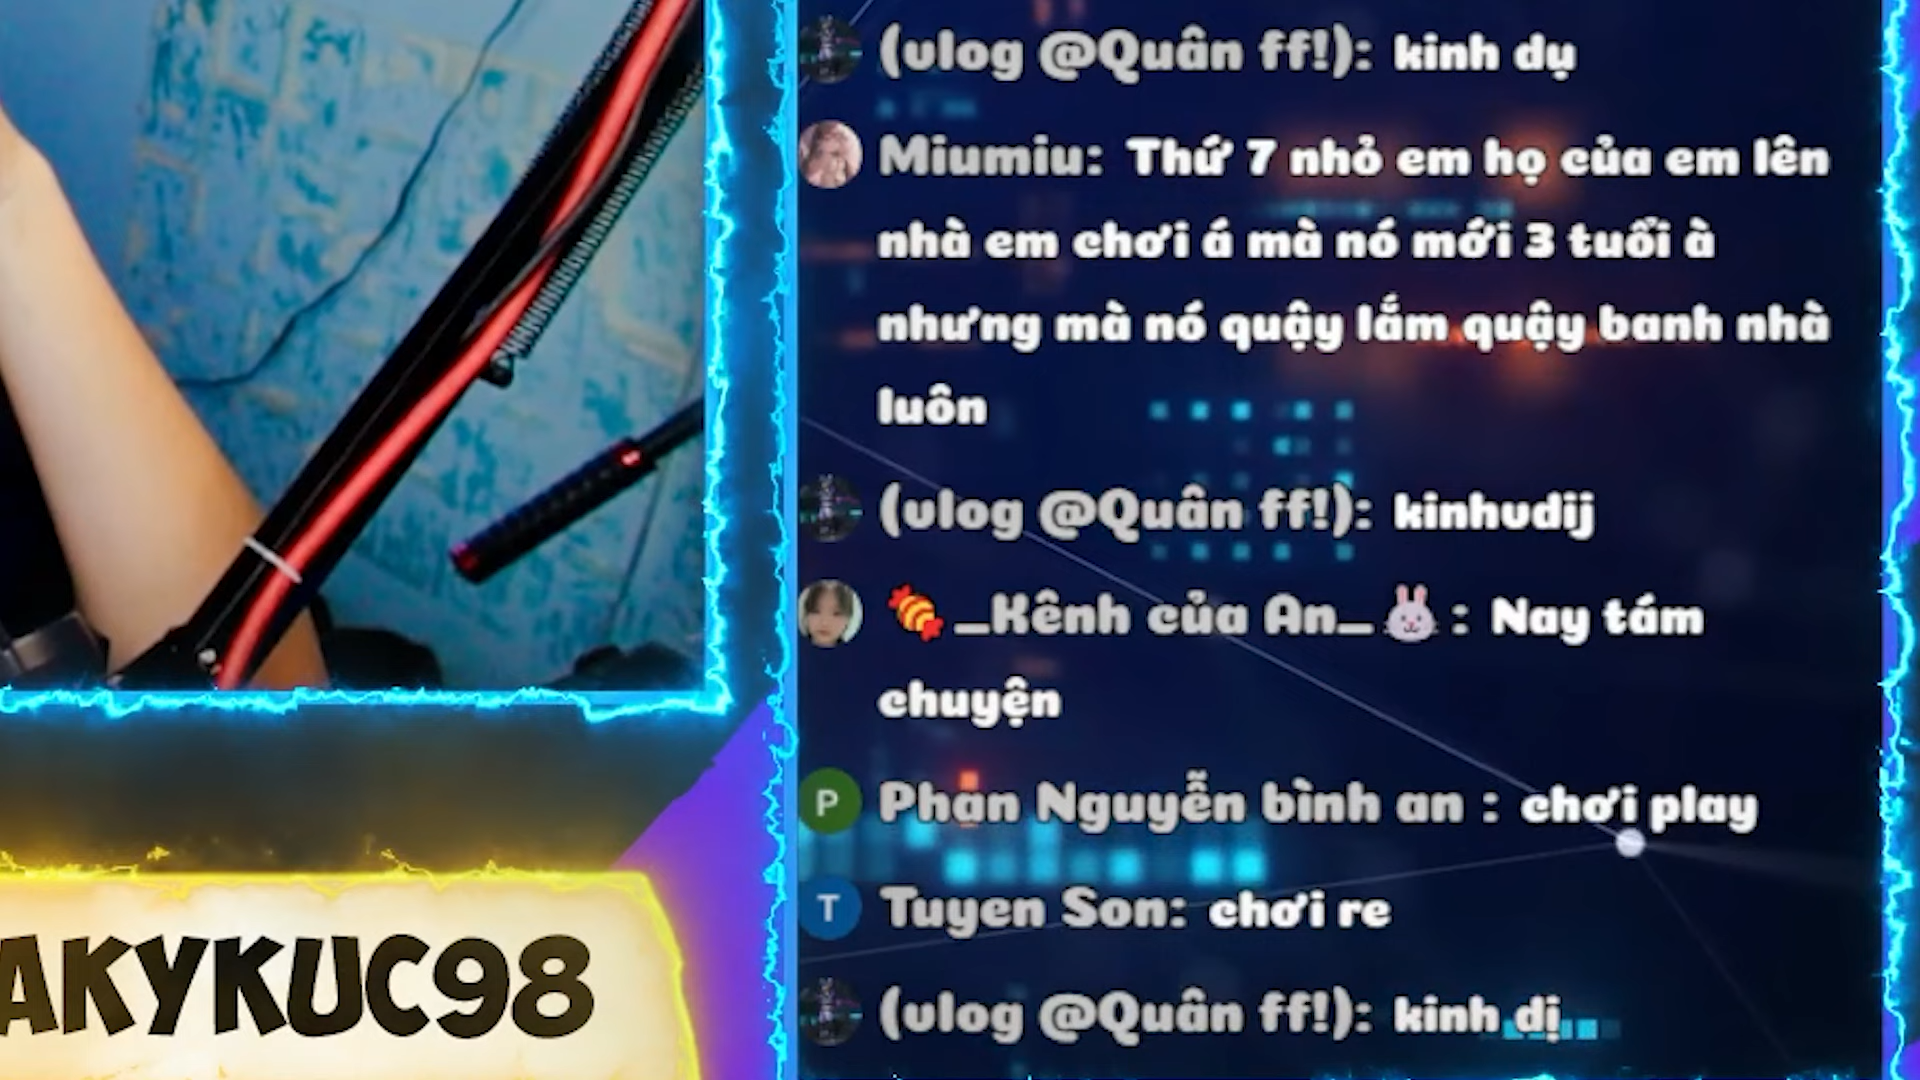 (vlog @Quân ff!): kinh dụ
Miumiu: Thứ 7 nhỏ em họ của em lên
nhà em chơi á mà nó mới 3 tuổi à
nhưng mà nó quậy lắm quậy banh nhà
luôn
(vlog @Quân ff!): kinhvdij
🍬_Kênh của An_🐰: Nay tám
chuyện
P Phan Nguyễn bình an : chơi play
T Tuyen Son: chơi re
(vlog @Quân ff!): kinh dị
AKYKUC98